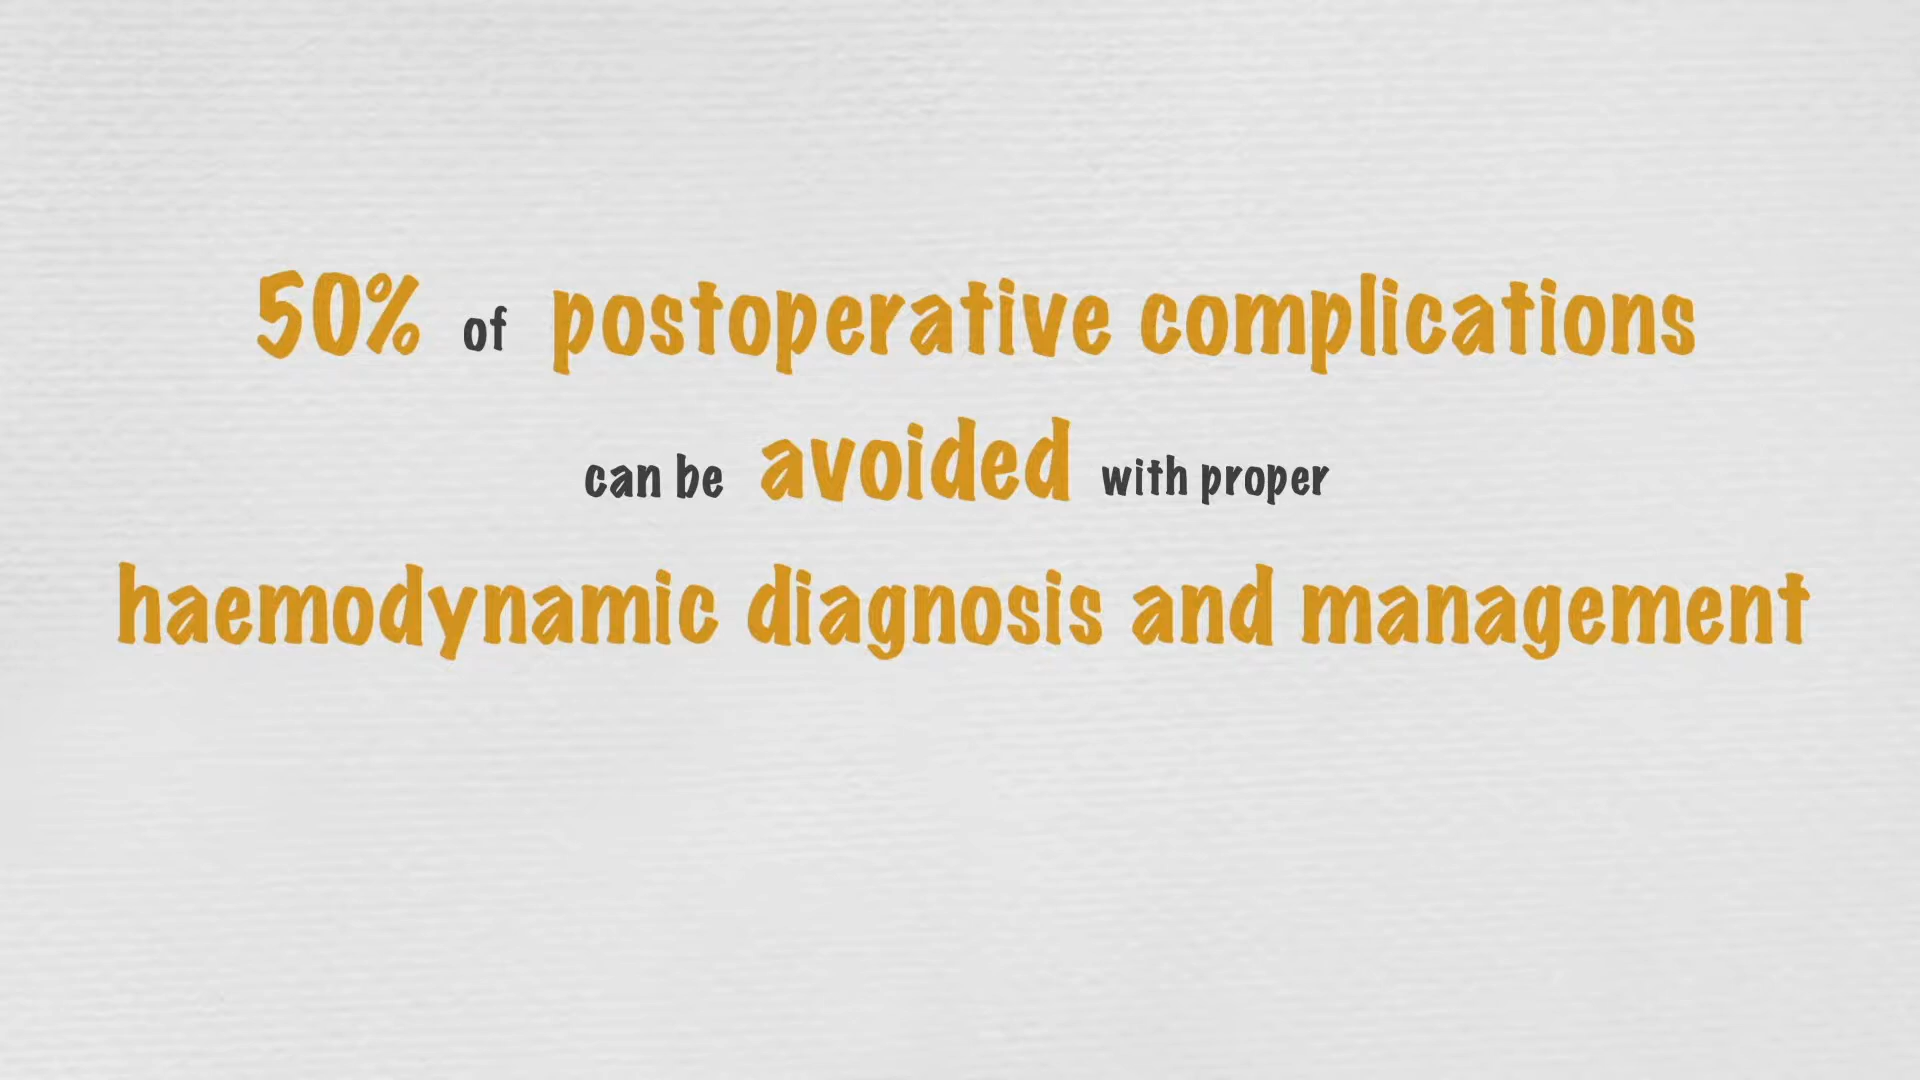 50% of postoperative complications
can be avoided with proper
haemodynamic diagnosis and management